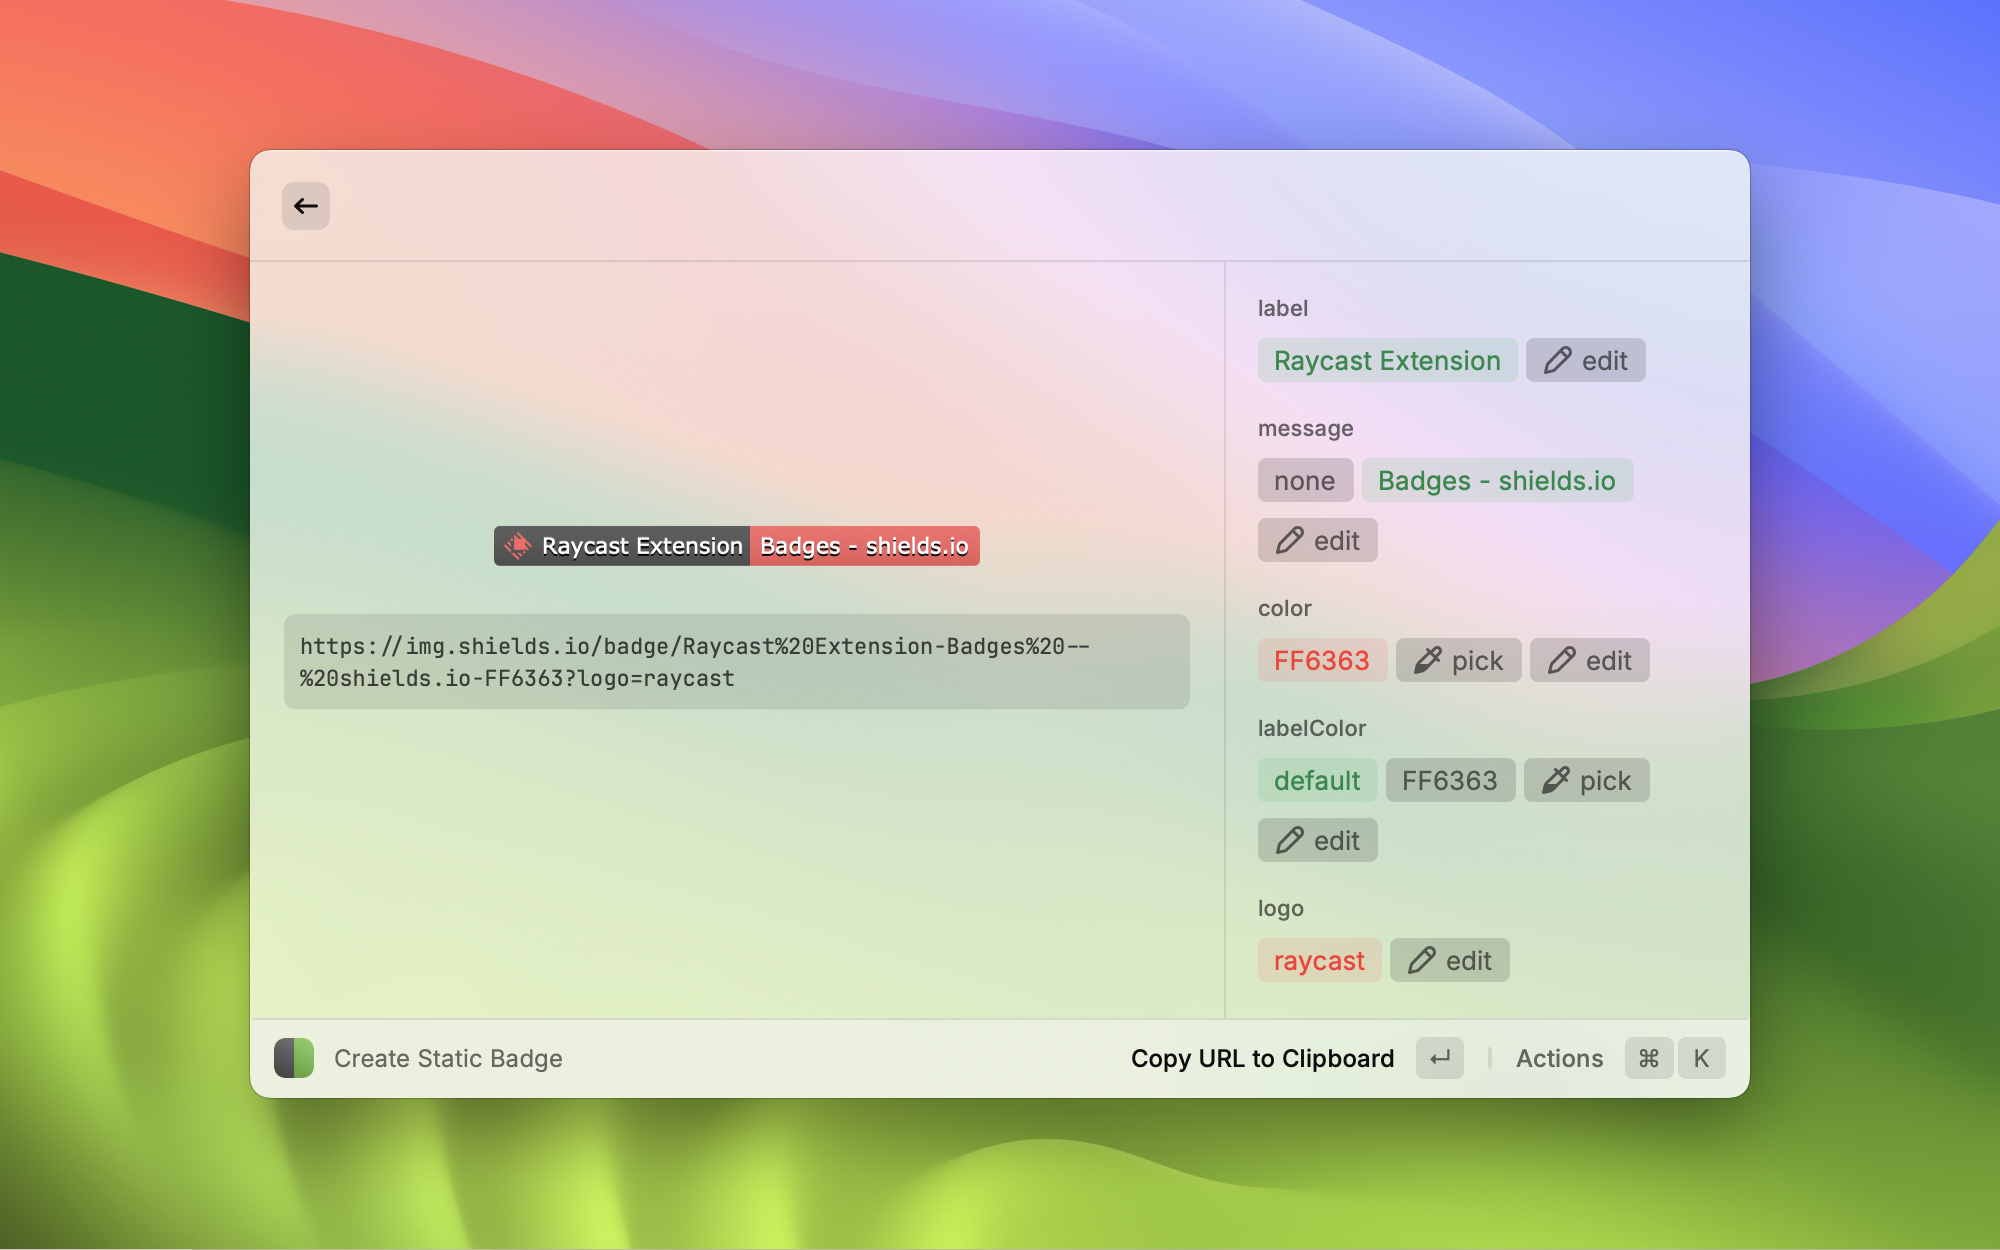 Raycast Extension Badges - shields.io
https://img.shields.io/badge/Raycast%20Extension-Badges%20--
%20shields.io-FF6363?logo=raycast
label
Raycast Extension edit
message
none Badges - shields.io
edit
color
FF6363 pick edit
labelColor
default FF6363 pick
edit
logo
raycast edit
Create Static Badge Copy URL to Clipboard ↵ Actions ⌘ K